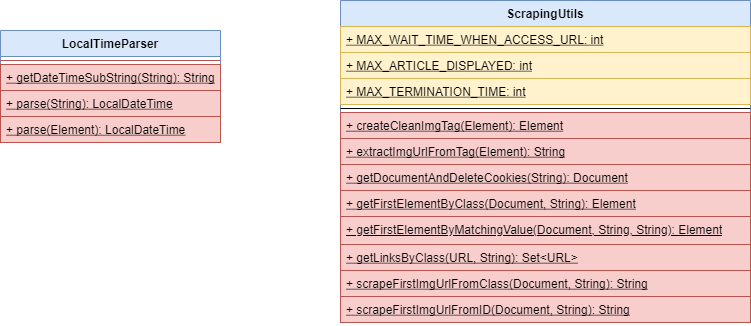 LocalTimeParser
+ getDateTimeSubString(String): String
+ parse(String): LocalDateTime
+ parse(Element): LocalDateTime
ScrapingUtils
+ MAX_WAIT_TIME_WHEN_ACCESS_URL: int
+ MAX_ARTICLE_DISPLAYED: int
+ MAX_TERMINATION_TIME: int
+ createCleanImgTag(Element): Element
+ extractImgUrlFromTag(Element): String
+ getDocumentAndDeleteCookies(String): Document
+ getFirstElementByClass(Document, String): Element
+ getFirstElementByMatchingValue(Document, String, String): Element
+ getLinksByClass(URL, String): Set<URL>
+ scrapeFirstImgUrlFromClass(Document, String): String
+ scrapeFirstImgUrlFromID(Document, String): String